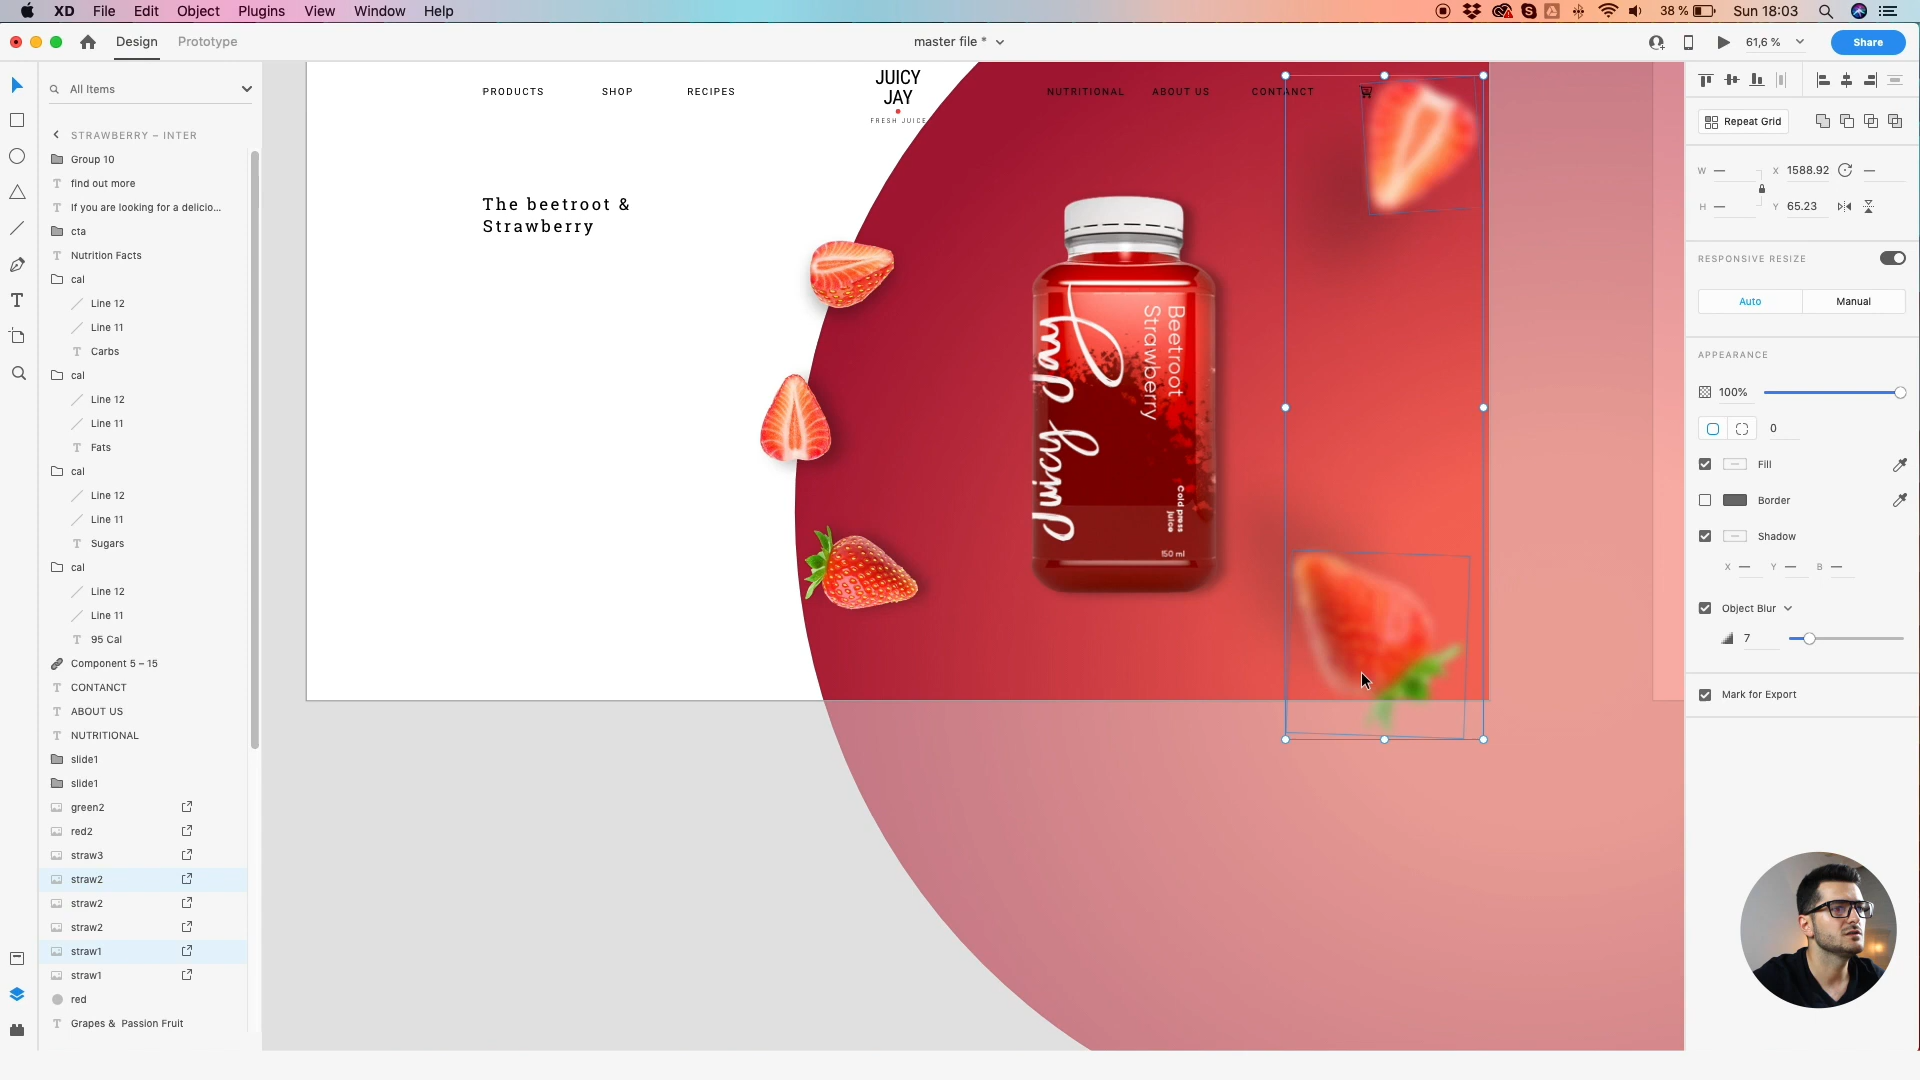 XD File Edit Object Plugins View Window Help
38 % Sun 18:03
Design Prototype
master file *
61,6 %
Share
All Items
STRAWBERRY – INTER
Group 10
find out more
If you are looking for a delicio...
cta
Nutrition Facts
cal
Line 12
Line 11
Carbs
cal
Line 12
Line 11
Fats
cal
Line 12
Line 11
Sugars
cal
Line 12
Line 11
95 Cal
Component 5 – 15
CONTANCT
ABOUT US
NUTRITIONAL
slide1
slide1
green2
red2
straw3
straw2
straw2
straw2
straw1
straw1
red
Grapes & Passion Fruit
PRODUCTS SHOP RECIPES
JUICY
JAY
FRESH JUICE
NUTRITIONAL ABOUT US CONTANCT
The beetroot &
Strawberry
Beetroot
Strawberry
Juicy Jay
Cold press
juice
150 ml
Repeat Grid
W — X 1588.92 —
H — Y 65.23
RESPONSIVE RESIZE
Auto Manual
APPEARANCE
100%
0
Fill
Border
Shadow
X — Y — B —
Object Blur
7
Mark for Export